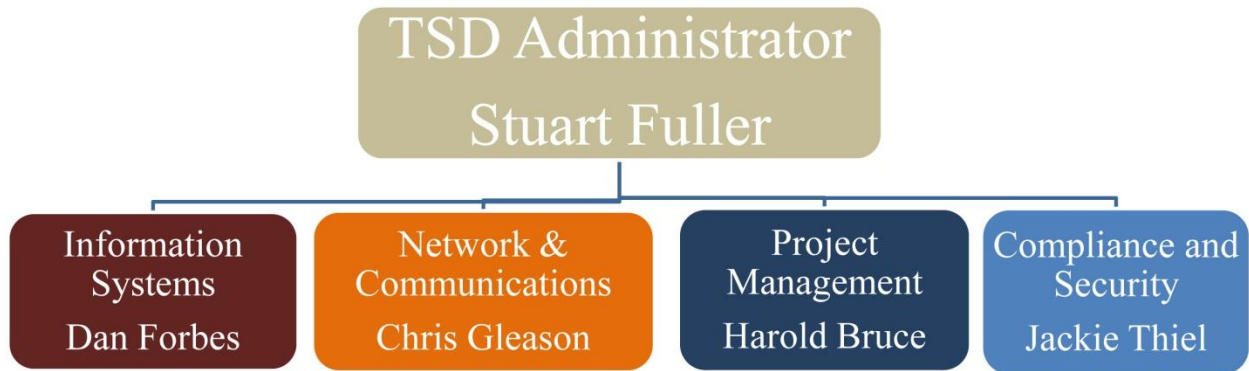 TSD Administrator
Stuart Fuller
Information
Systems
Dan Forbes
Network &
Communications
Chris Gleason
Project
Management
Harold Bruce
Compliance and
Security
Jackie Thiel